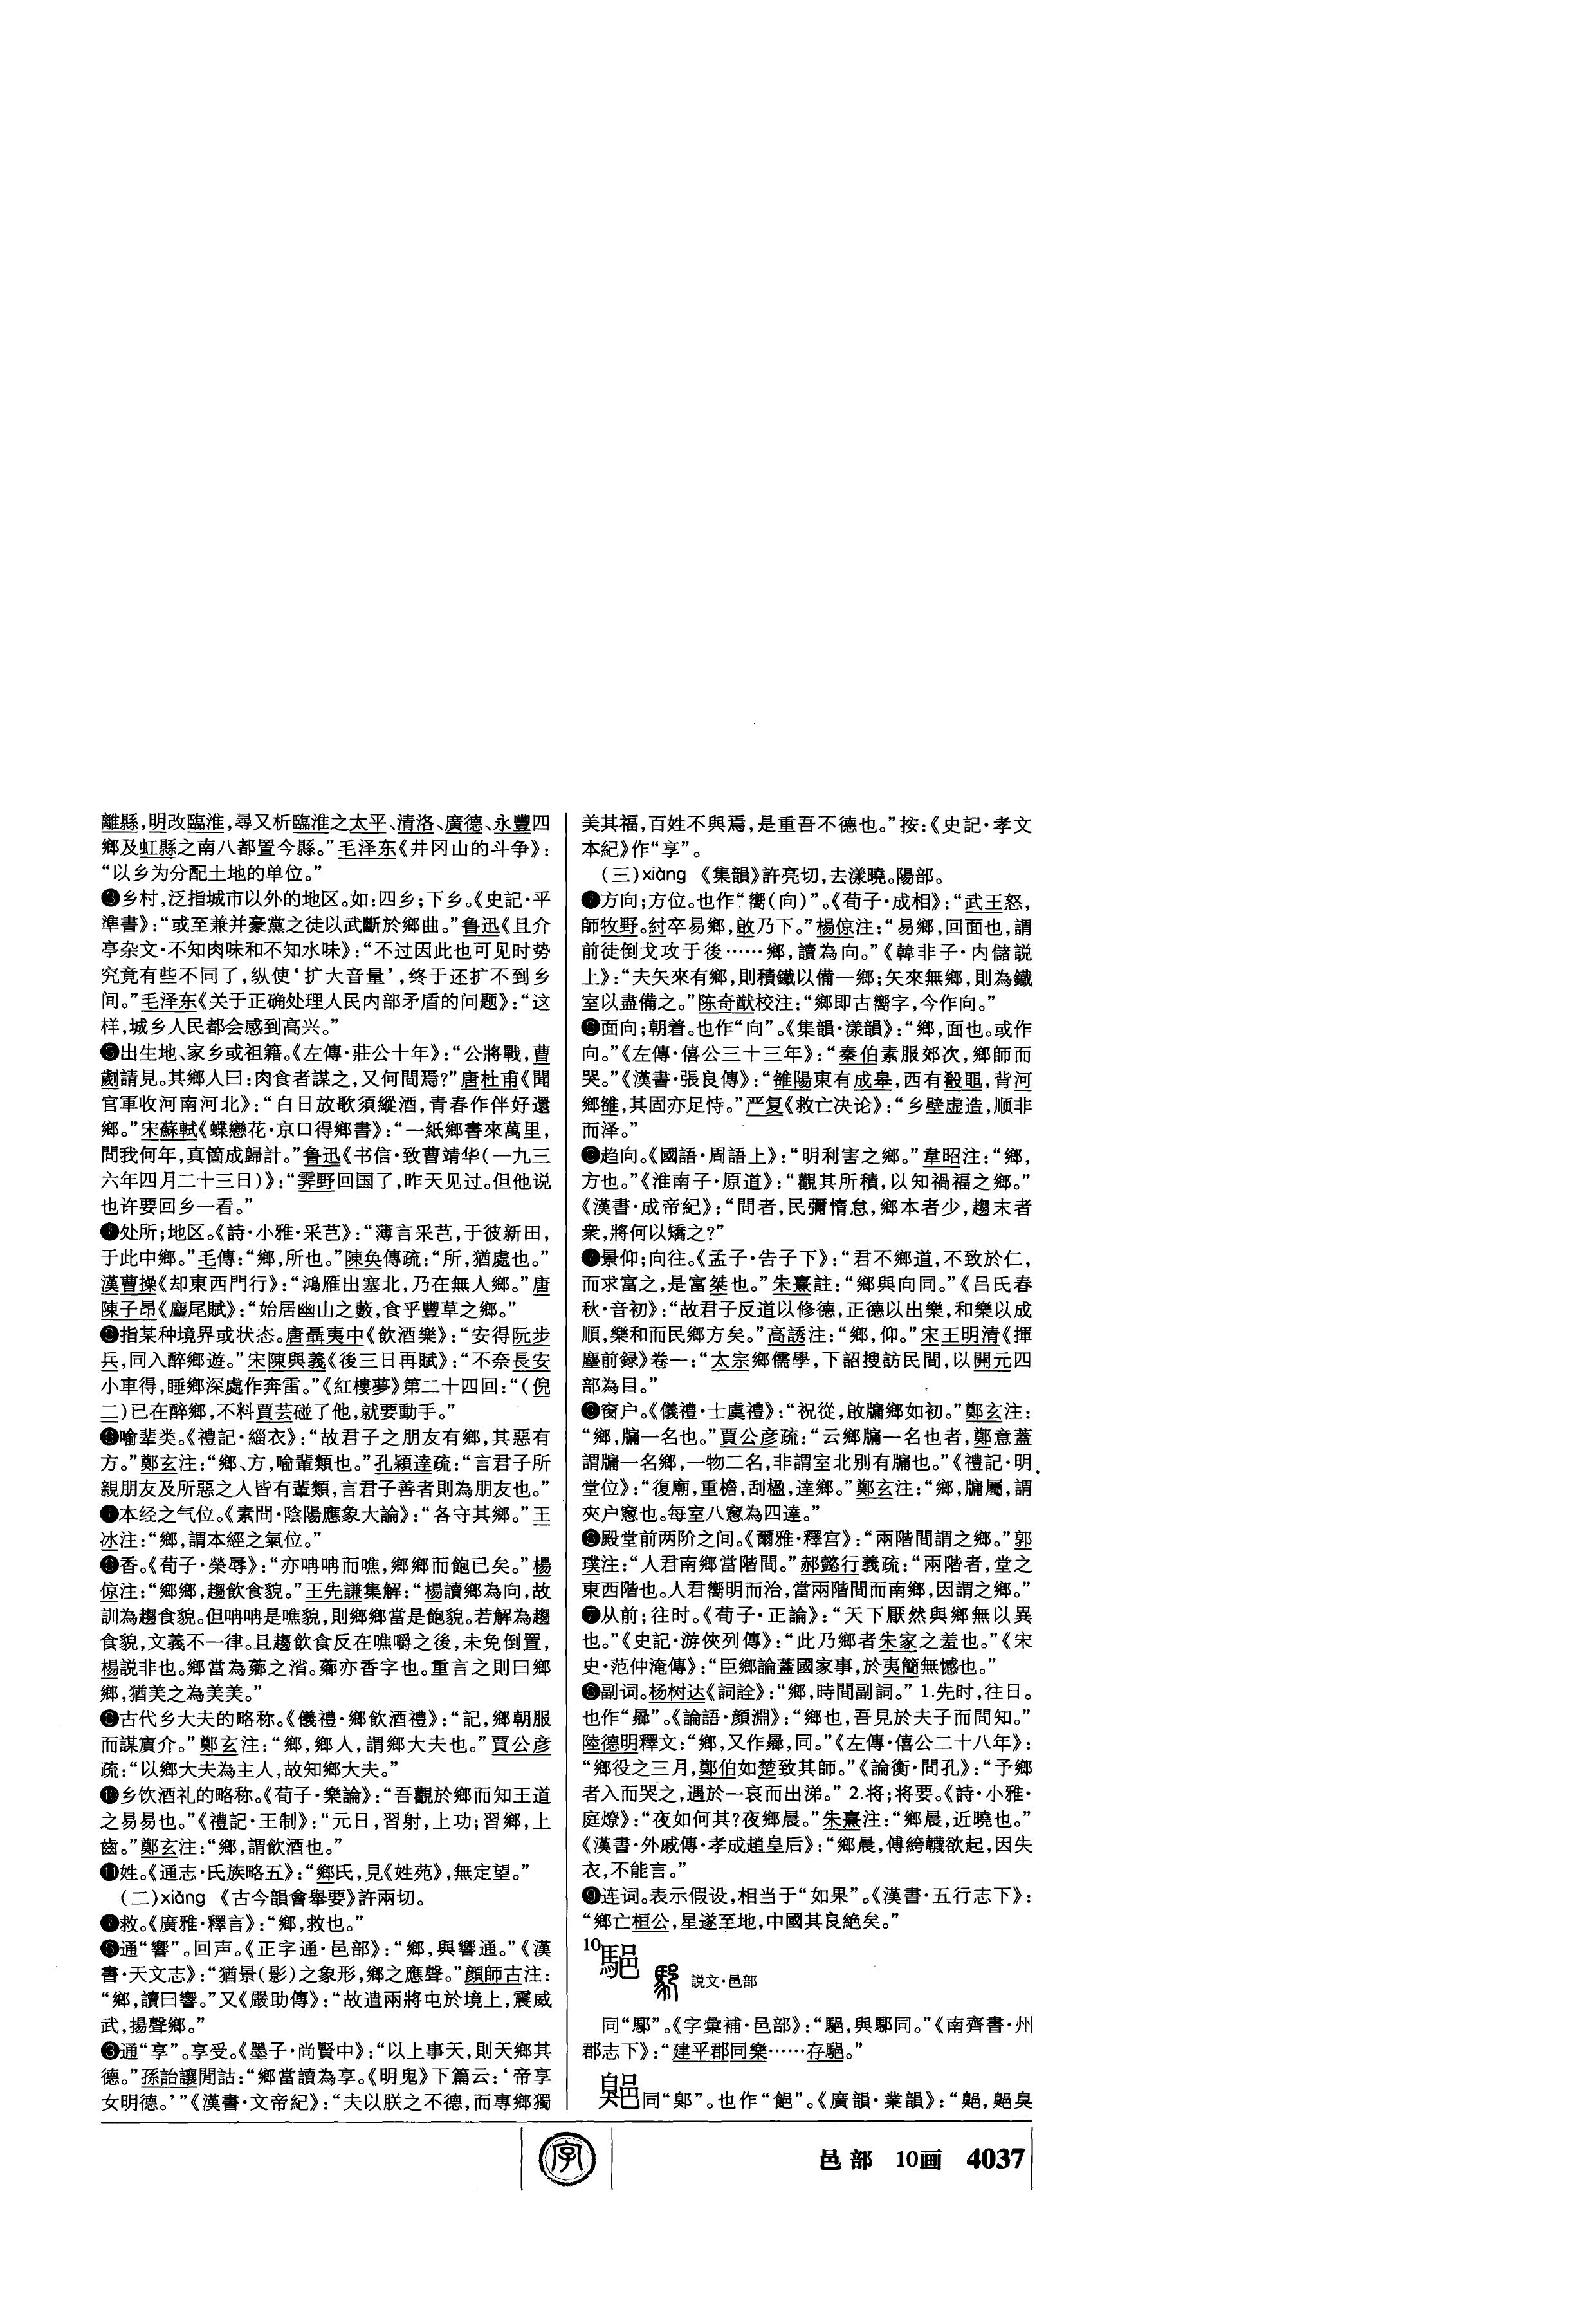 離縣，明改臨淮，尋又析臨淮之太平、清洛、廣德、永豐四
鄉及虹縣之南八都置今縣。”毛泽东《井冈山的斗争》：
“以乡为分配土地的单位。”
乡村，泛指城市以外的地区。如：四乡；下乡。《史記·平
準書》：“或至兼并豪黨之徒以武斷於鄉曲。”鲁迅《且介
亭杂文·不知肉味和不知水味》：“不过因此也可见时势
究竟有些不同了，纵使‘扩大音量’，终于还扩不到乡
间。”毛泽东《关于正确处理人民内部矛盾的问题》：“这
样，城乡人民都会感到高兴。”
出生地、家乡或祖籍。《左傳·莊公十年》：“公將戰，曹
劌請見。其鄉人曰：肉食者謀之，又何間焉？”唐杜甫《聞
官軍收河南河北》：“白日放歌須縱酒，青春作伴好還
鄉。”宋蘇軾《蝶戀花·京口得鄉書》：“一紙鄉書來萬里，
問我何年，真箇成歸計。”鲁迅《书信·致曹靖华（一九三
六年四月二十三日）》：“霁野回国了，昨天见过。但他说
也许要回乡一看。”
处所；地区。《詩·小雅·采芑》：“薄言采芑，于彼新田，
于此中鄉。”毛傳：“鄉，所也。”陳奂傳疏：“所，猶處也。”
漢曹操《却東西門行》：“鴻雁出塞北，乃在無人鄉。”唐
陳子昂《麈尾賦》：“始居幽山之藪，食乎豐草之鄉。”
指某种境界或状态。唐聶夷中《飲酒樂》：“安得阮步
兵，同入醉鄉遊。”宋陳與義《後三日再賦》：“不奈長安
小車得，睡鄉深處作奔雷。”《紅樓夢》第二十四回：“（倪
二）已在醉鄉，不料賈芸碰了他，就要動手。”
喻辈类。《禮記·緇衣》：“故君子之朋友有鄉，其惡有
方。”鄭玄注：“鄉、方，喻輩類也。”孔穎達疏：“言君子所
親朋友及所惡之人皆有輩類，言君子善者則為朋友也。”
本经之气位。《素問·陰陽應象大論》：“各守其鄉。”王
冰注：“鄉，謂本經之氣位。”
香。《荀子·榮辱》：“亦呥呥而噍，鄉鄉而飽已矣。”楊
倞注：“鄉鄉，趨飲食貌。”王先謙集解：“楊讀鄉為向，故
訓為趨食貌。但呥呥是噍貌，則鄉鄉當是飽貌。若解為趨
食貌，文義不一律。且趨飲食反在噍嚼之後，未免倒置，
楊説非也。鄉當為薌之渻。薌亦香字也。重言之則曰鄉
鄉，猶美之為美美。”
古代乡大夫的略称。《儀禮·鄉飲酒禮》：“記，鄉朝服
而謀賓介。”鄭玄注：“鄉，鄉人，謂鄉大夫也。”賈公彦
疏：“以鄉大夫為主人，故知鄉大夫。”
❿乡饮酒礼的略称。《荀子·樂論》：“吾觀於鄉而知王道
之易易也。”《禮記·王制》：“元日，習射，上功；習鄉，上
齒。”鄭玄注：“鄉，謂飲酒也。”
⓫姓。《通志·氏族略五》：“鄉氏，見《姓苑》，無定望。”
（二）xiǎng 《古今韻會舉要》許兩切。
救。《廣雅·釋言》：“鄉，救也。”
通“響”。回声。《正字通·邑部》：“鄉，與響通。”《漢
書·天文志》：“猶景（影）之象形，鄉之應聲。”顔師古注：
“鄉，讀曰響。”又《嚴助傳》：“故遣兩將屯於境上，震威
武，揚聲鄉。”
❸通“享”。享受。《墨子·尚賢中》：“以上事天，則天鄉其
德。”孫詒讓閒詁：“鄉當讀為享。《明鬼》下篇云：‘帝享
女明德。’”《漢書·文帝紀》：“夫以朕之不德，而專鄉獨
美其福，百姓不與焉，是重吾不德也。”按：《史記·孝文
本紀》作“享”。
（三）xiàng 《集韻》許亮切，去漾曉。陽部。
方向；方位。也作“嚮（向）”。《荀子·成相》：“武王怒，
師牧野。紂卒易鄉，啟乃下。”楊倞注：“易鄉，回面也，謂
前徒倒戈攻于後……鄉，讀為向。”《韓非子·内儲説
上》：“夫矢來有鄉，則積鐵以備一鄉；矢來無鄉，則為鐵
室以盡備之。”陈奇猷校注：“鄉即古嚮字，今作向。”
面向；朝着。也作“向”。《集韻·漾韻》：“鄉，面也。或作
向。”《左傳·僖公三十三年》：“秦伯素服郊次，鄉師而
哭。”《漢書·張良傳》：“雒陽東有成皋，西有殽黽，背河
鄉雒，其固亦足恃。”严复《救亡决论》：“乡壁虚造，顺非
而泽。”
趋向。《國語·周語上》：“明利害之鄉。”韋昭注：“鄉，
方也。”《淮南子·原道》：“觀其所積，以知禍福之鄉。”
《漢書·成帝紀》：“間者，民彌惰怠，鄉本者少，趨末者
衆，將何以矯之？”
景仰；向往。《孟子·告子下》：“君不鄉道，不致於仁，
而求富之，是富桀也。”朱熹註：“鄉與向同。”《吕氏春
秋·音初》：“故君子反道以修德，正德以出樂，和樂以成
順，樂和而民鄉方矣。”高誘注：“鄉，仰。”宋王明清《揮
麈前録》卷一：“太宗鄉儒學，下詔搜訪民間，以開元四
部為目。”
窗户。《儀禮·士虞禮》：“祝從，啟牖鄉如初。”鄭玄注：
“鄉，牖一名也。”賈公彦疏：“云鄉牖一名也者，鄭意蓋
謂牖一名鄉，一物二名，非謂室北别有牖也。”《禮記·明
堂位》：“復廟，重檐，刮楹，達鄉。”鄭玄注：“鄉，牖屬，謂
夾户窻也。每室八窻為四達。”
殿堂前两阶之间。《爾雅·釋宫》：“兩階間謂之鄉。”郭
璞注：“人君南鄉當階間。”郝懿行義疏：“兩階者，堂之
東西階也。人君嚮明而治，當兩階間而南鄉，因謂之鄉。”
❼从前；往时。《荀子·正論》：“天下厭然與鄉無以異
也。”《史記·游俠列傳》：“此乃鄉者朱家之羞也。”《宋
史·范仲淹傳》：“臣鄉論蓋國家事，於夷簡無憾也。”
副词。杨树达《詞詮》：“鄉，時間副詞。” 1.先时，往日。
也作“曏”。《論語·顔淵》：“鄉也，吾見於夫子而問知。”
陸德明釋文：“鄉，又作曏，同。”《左傳·僖公二十八年》：
“鄉役之三月，鄭伯如楚致其師。”《論衡·問孔》：“予鄉
者入而哭之，遇於一哀而出涕。” 2.将；将要。《詩·小雅·
庭燎》：“夜如何其？夜鄉晨。”朱熹注：“鄉晨，近曉也。”
《漢書·外戚傳·孝成趙皇后》：“鄉晨，傅絝韤欲起，因失
衣，不能言。”
❾连词。表示假设，相当于“如果”。《漢書·五行志下》：
“鄉亡桓公，星遂至地，中國其良絶矣。”
10
説文·邑部
同“鄢”。《字彙補·邑部》：“𩢾，與鄢同。”《南齊書·州
郡志下》：“建平郡同樂……存𩢾。”
同“鄓”。也作“𨜓”。《廣韻·業韻》：
邑部 10画 4037